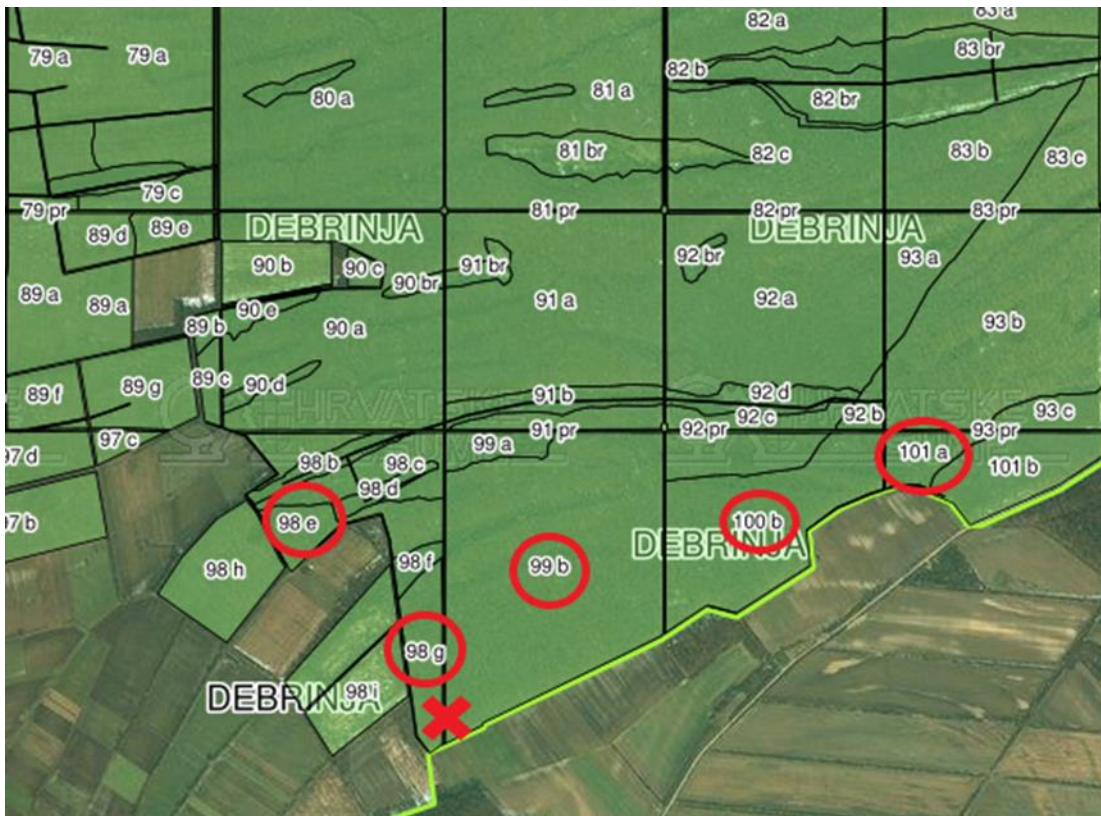 83 a
82 a
79 a
79 a
83 br
82 b
81 a
80 a
82 br
81 br
82 c
83 b
83 c
79 c
79 pr
81 pr
82 pr
83 pr
DEBRINJA
DEBRINJA
89 d
89 e
92 br
93 a
90 b
90 c
91 br
90 br
89 a
89 a
91 a
92 a
90 e
89 b
90 a
93 b
89 c
90 d
89 f
89 g
91 b
92 d
93 c
92 c
92 b
HRVATSKE
HRVATSKE
91 pr
92 pr
93 pr
97 c
99 a
101 a
97 d
98 b
98 c
101 b
98 d
97 b
98 e
100 b
DEBRINJA
98 h
98 f
99 b
98 g
DEBRINJA
98 i